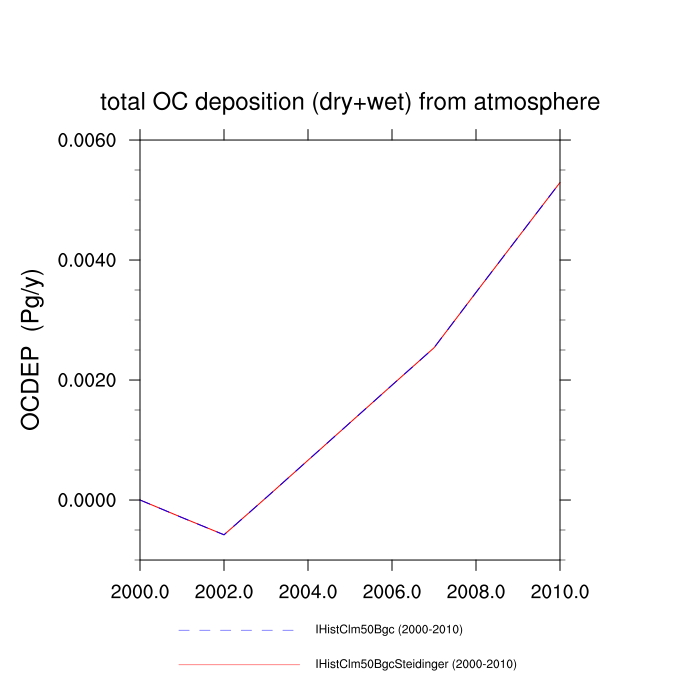 total OC deposition (dry+wet) from atmosphere
OCDEP (Pg/y)
0.0060
0.0040
0.0020
0.0000
2000.0 2002.0 2004.0 2006.0 2008.0 2010.0
IHistClm50Bgc (2000-2010)
IHistClm50BgcSteidinger (2000-2010)